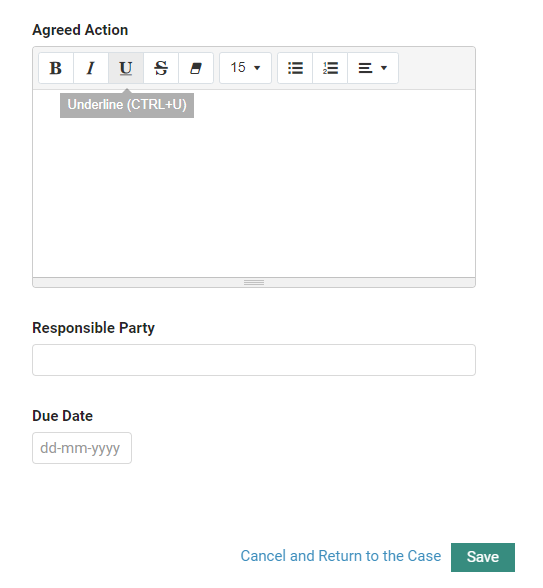 Agreed Action
B I U S 15
Underline (CTRL+U)
Responsible Party
Due Date
dd-mm-yyyy
Cancel and Return to the Case Save